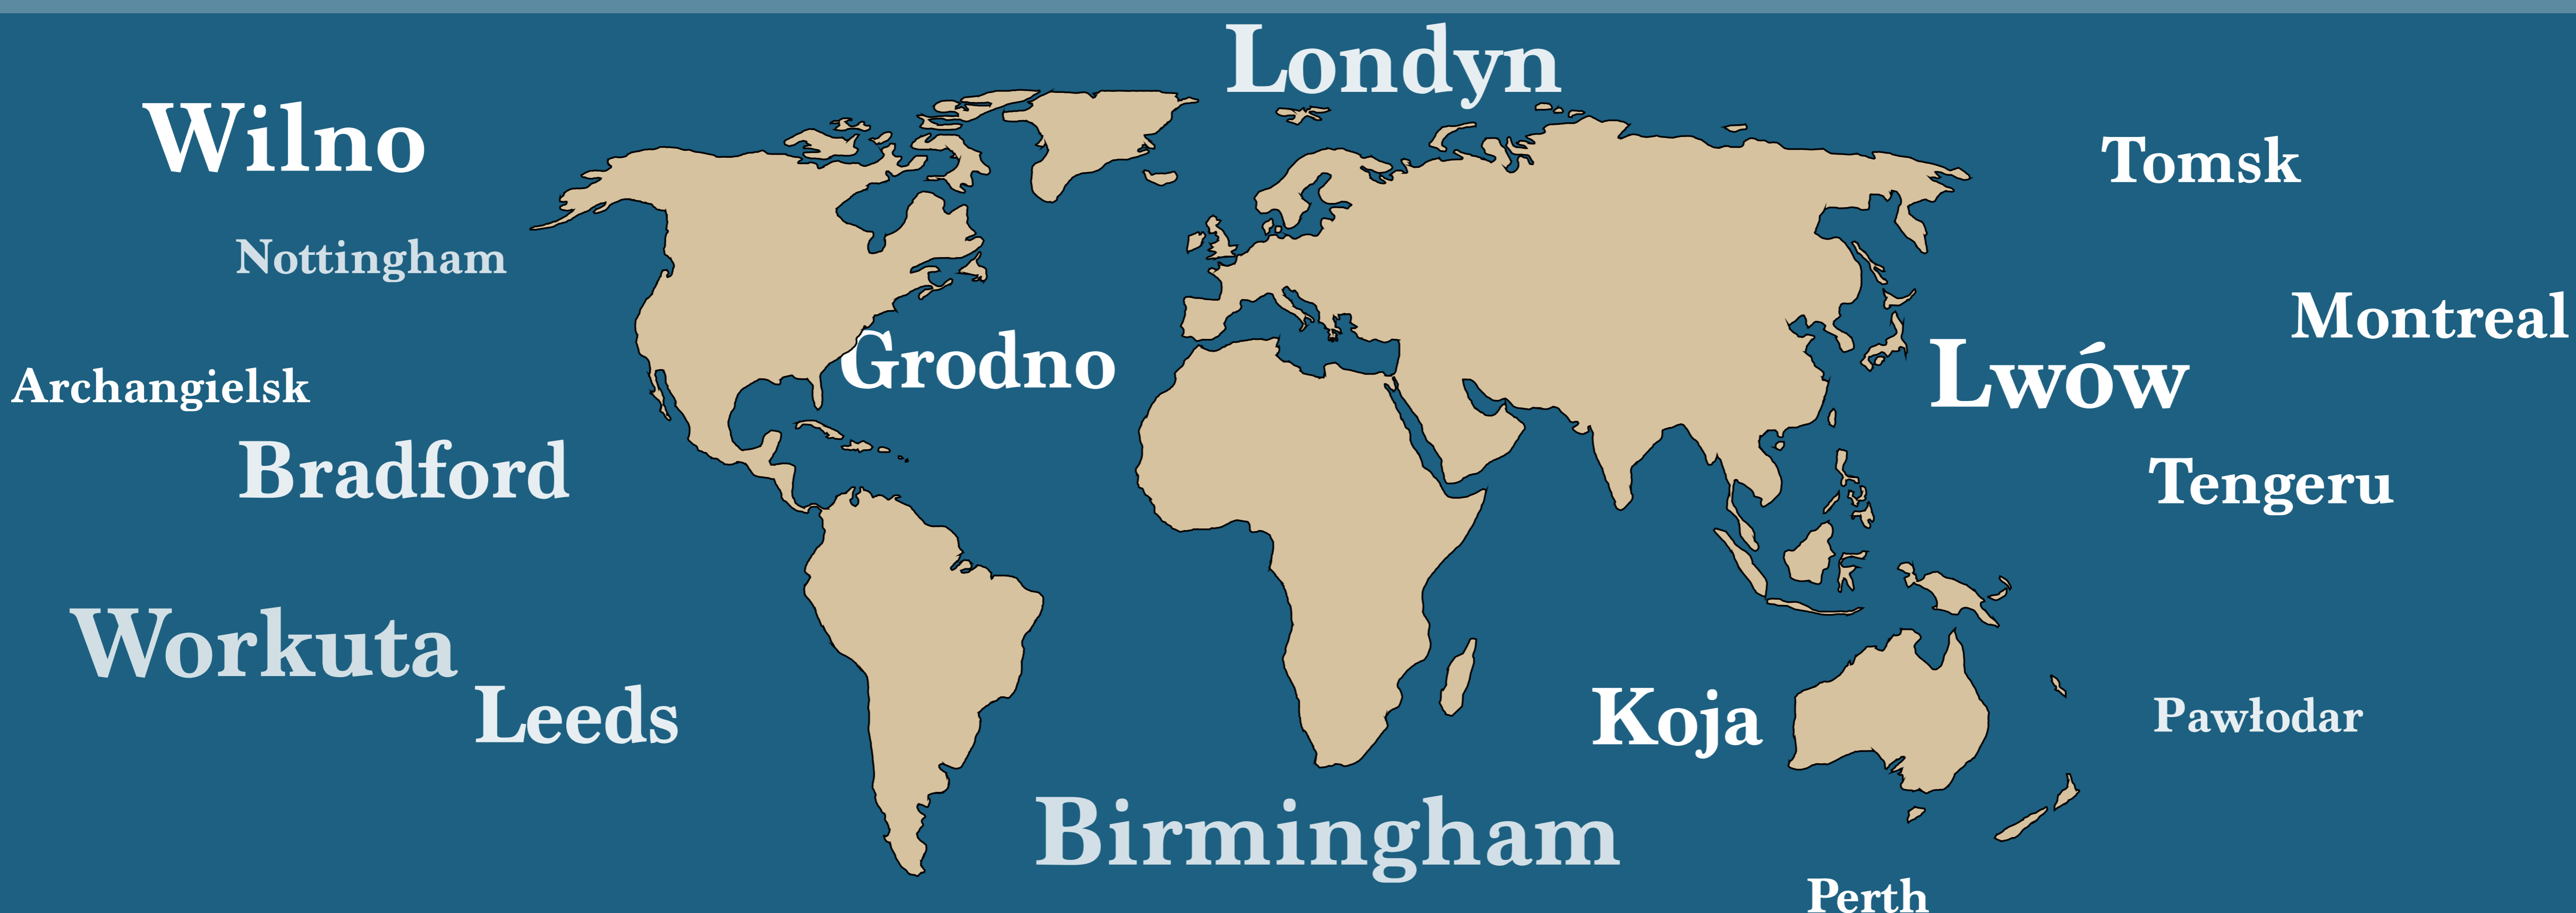 Londyn
Wilno
Tomsk
Nottingham
Montreal
Grodno
Lwów
Archangielsk
Bradford
Tengeru
Workuta
Leeds
Koja
Pawłodar
Birmingham
Perth